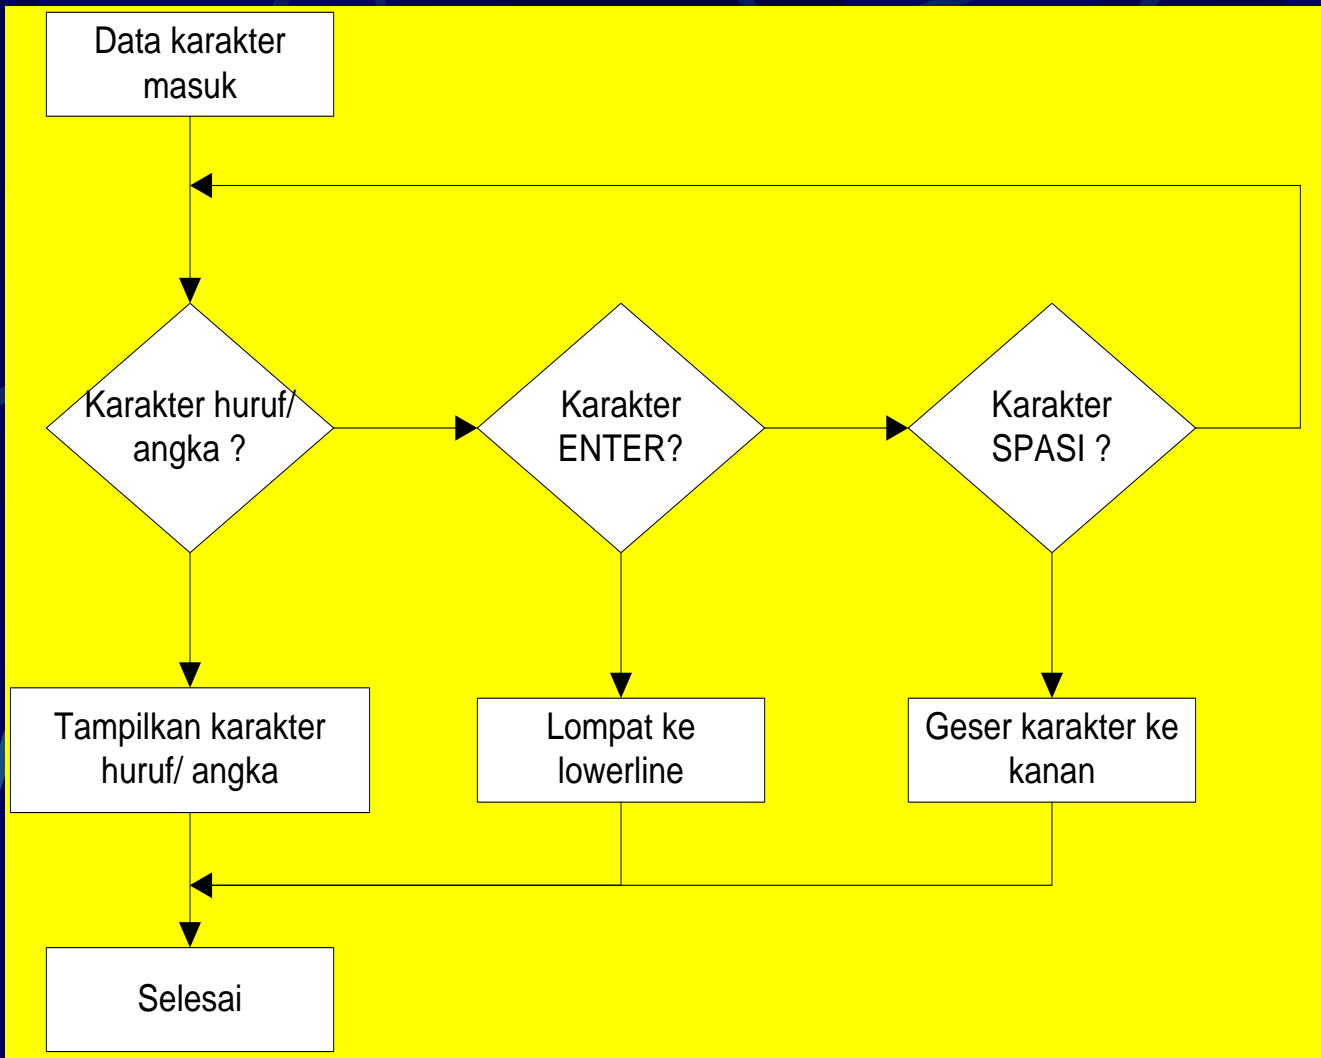 Data karakter
masuk
Karakter huruf/
angka ?
Karakter
ENTER?
Karakter
SPASI ?
Tampilkan karakter
huruf/ angka
Lompat ke
lowerline
Geser karakter ke
kanan
Selesai